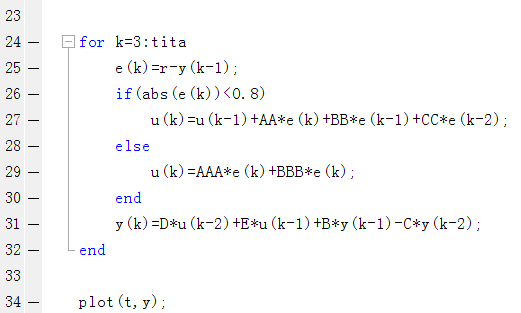 23
24 — for k=3:tita
25 — e(k)=r-y(k-1);
26 — if(abs(e(k))<0.8)
27 — u(k)=u(k-1)+AA*e(k)+BB*e(k-1)+CC*e(k-2);
28 — else
29 — u(k)=AAA*e(k)+BBB*e(k);
30 — end
31 — y(k)=D*u(k-2)+E*u(k-1)+B*y(k-1)-C*y(k-2);
32 — end
33
34 — plot(t,y);